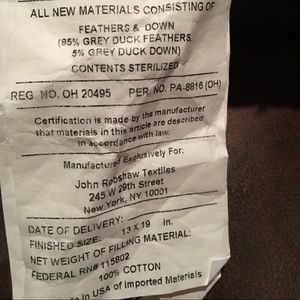 ALL NEW MATERIALS CONSISTING OF
FEATHERS & DOWN
(95% GREY DUCK FEATHERS,
5% GREY DUCK DOWN)
CONTENTS STERILIZED
REG. NO. OH 20495 PER. NO. PA-8816 (OH)
Certification is made by the manufacturer
that materials in this article are described
in accordance with law.
Manufactured Exclusively For:
John Robshaw Textiles
245 W 29th Street
New York, NY 10001
DATE OF DELIVERY:
FINISHED SIZE: 13 X 19 in.
NET WEIGHT OF FILLING MATERIAL:
FEDERAL RN# 115802
100% COTTON
in USA of Imported Materials